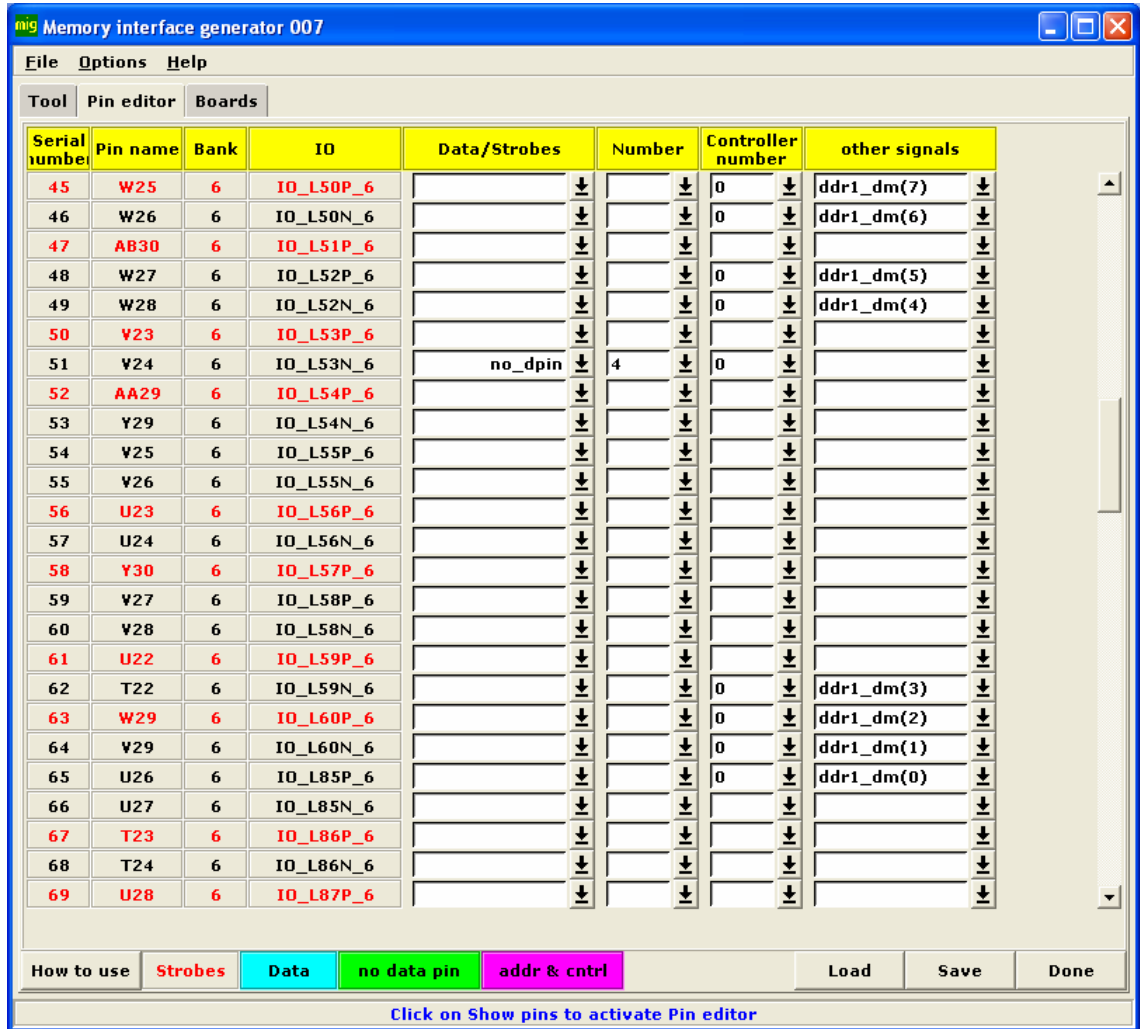 mig Memory interface generator 007
File Options Help
Tool Pin editor Boards
Serial number Pin name Bank IO Data/Strobes Number Controller number other signals
45 W25 6 IO_L50P_6 0 ddr1_dm(7)
46 W26 6 IO_L50N_6 0 ddr1_dm(6)
47 AB30 6 IO_L51P_6
48 W27 6 IO_L52P_6 0 ddr1_dm(5)
49 W28 6 IO_L52N_6 0 ddr1_dm(4)
50 V23 6 IO_L53P_6
51 V24 6 IO_L53N_6 no_dpin 4 0
52 AA29 6 IO_L54P_6
53 Y29 6 IO_L54N_6
54 V25 6 IO_L55P_6
55 V26 6 IO_L55N_6
56 U23 6 IO_L56P_6
57 U24 6 IO_L56N_6
58 Y30 6 IO_L57P_6
59 V27 6 IO_L58P_6
60 V28 6 IO_L58N_6
61 U22 6 IO_L59P_6
62 T22 6 IO_L59N_6 0 ddr1_dm(3)
63 W29 6 IO_L60P_6 0 ddr1_dm(2)
64 V29 6 IO_L60N_6 0 ddr1_dm(1)
65 U26 6 IO_L85P_6 0 ddr1_dm(0)
66 U27 6 IO_L85N_6
67 T23 6 IO_L86P_6
68 T24 6 IO_L86N_6
69 U28 6 IO_L87P_6
How to use Strobes Data no data pin addr & cntrl Load Save Done
Click on Show pins to activate Pin editor